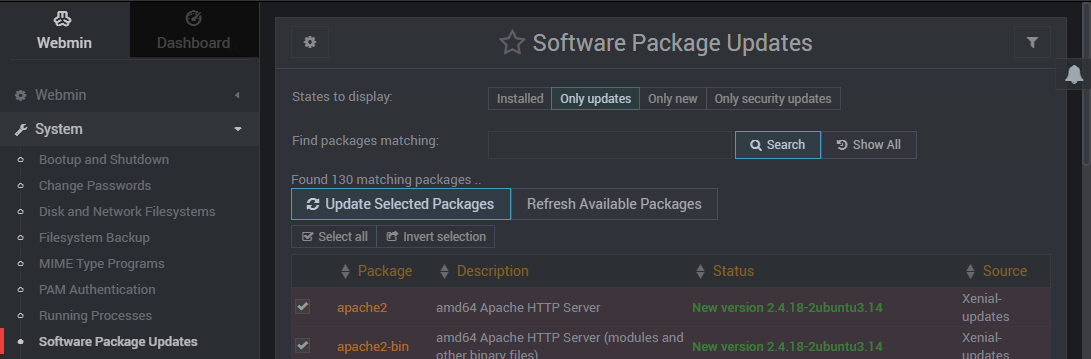 Webmin
Dashboard
Webmin
System
Bootup and Shutdown
Change Passwords
Disk and Network Filesystems
Filesystem Backup
MIME Type Programs
PAM Authentication
Running Processes
Software Package Updates
Software Package Updates
States to display:
Installed Only updates Only new Only security updates
Find packages matching:
Search Show All
Found 130 matching packages ..
Update Selected Packages Refresh Available Packages
Select all Invert selection
Package Description Status Source
apache2 amd64 Apache HTTP Server New version 2.4.18-2ubuntu3.14 Xenial-
updates
apache2-bin amd64 Apache HTTP Server (modules and New version 2.4.18-2ubuntu3.14 Xenial-
other binary files) updates